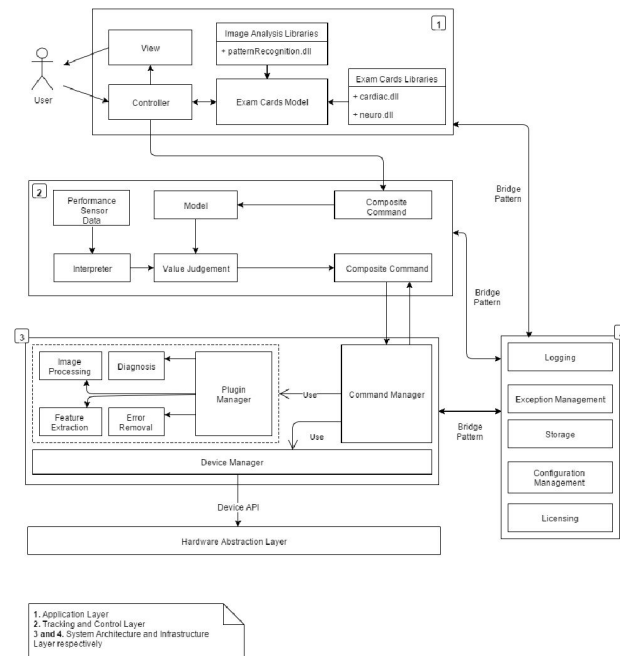 1
Image Analysis Libraries
+ patternRecognition.dll
View
Exam Cards Libraries
+ cardiac.dll
+ neuro.dll
User
Controller
Exam Cards Model
Bridge
Pattern
2
Performance
Sensor
Data
Model
Composite
Command
Interpreter
Value Judgement
Composite Command
Bridge
Pattern
3
Image
Processing
Diagnosis
Plugin
Manager
Use
Command Manager
Feature
Extraction
Error
Removal
Use
Bridge
Pattern
Device Manager
Logging
Exception Management
Storage
Configuration
Management
Licensing
Device API
Hardware Abstraction Layer
1. Application Layer
2. Tracking and Control Layer
3 and 4. System Architecture and Infrastructure
Layer respectively